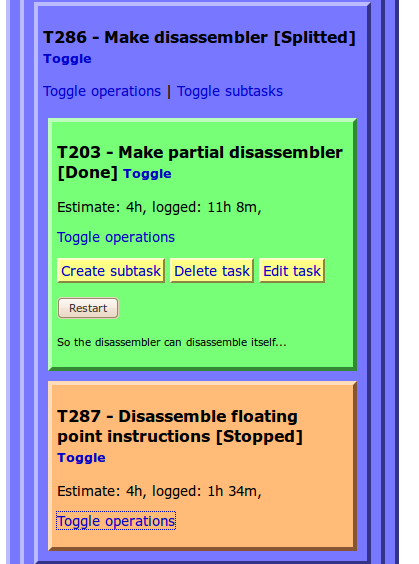 T286 - Make disassembler [Splitted]
Toggle
Toggle operations | Toggle subtasks
T203 - Make partial disassembler
[Done] Toggle
Estimate: 4h, logged: 11h 8m,
Toggle operations
Create subtask Delete task Edit task
Restart
So the disassembler can disassemble itself...
T287 - Disassemble floating
point instructions [Stopped]
Toggle
Estimate: 4h, logged: 1h 34m,
Toggle operations